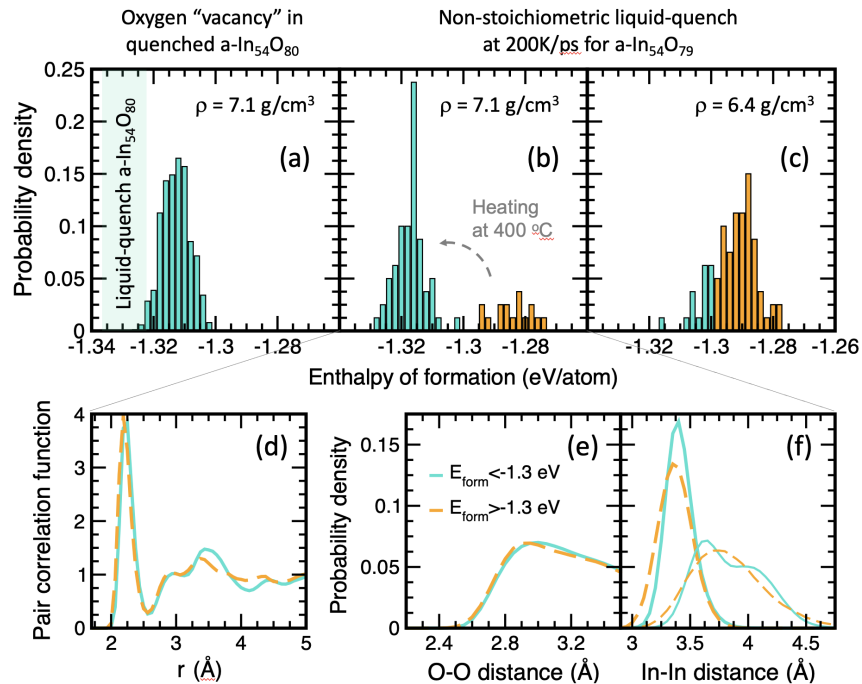 Oxygen “vacancy” in
quenched a-In54O80
Non-stoichiometric liquid-quench
at 200K/ps for a-In54O79
Probability density
0.25
0.2
0.15
0.1
0.05
0
Liquid-quench a-In54O80
ρ = 7.1 g/cm3
(a)
ρ = 7.1 g/cm3
(b)
Heating
at 400 ºC
ρ = 6.4 g/cm3
(c)
-1.34 -1.32 -1.3 -1.28
-1.32 -1.3 -1.28
-1.32 -1.3 -1.28 -1.26
Enthalpy of formation (eV/atom)
Pair correlation function
4
3
2
1
0
(d)
2 3 4 5
r (Å)
Probability density
0.15
0.1
0.05
0
(e)
Eform<-1.3 eV
Eform>-1.3 eV
2.4 2.8 3.2
O-O distance (Å)
(f)
3 3.5 4 4.5
In-In distance (Å)